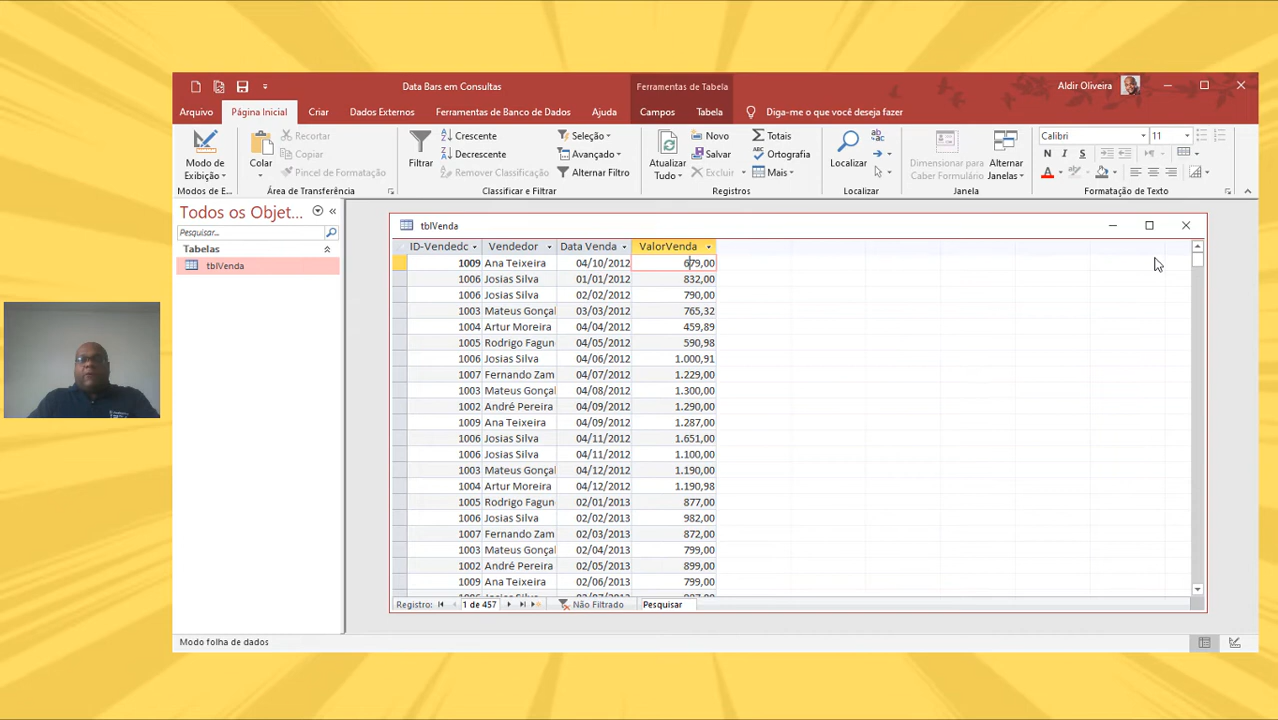 Data Bars em Consultas Ferramentas de Tabela Aldir Oliveira
Arquivo Página Inicial Criar Dados Externos Ferramentas de Banco de Dados Ajuda Campos Tabela Diga-me o que você deseja fazer
Modo de Exibição
Modos de E...
Colar
Recortar
Copiar
Pincel de Formatação
Área de Transferência
Filtrar
Crescente
Decrescente
Remover Classificação
Seleção
Avançado
Alternar Filtro
Classificar e Filtrar
Atualizar Tudo
Novo
Salvar
Excluir
Totais
Ortografia
Mais
Registros
Localizar
Localizar
Dimensionar para Caber Formulário
Alternar Janelas
Janela
Calibri 11
N I S
A
Formatação de Texto
Todos os Objet...
Pesquisar...
Tabelas
tblVenda
tblVenda
ID-Vendedc Vendedor Data Venda ValorVenda
1009 Ana Teixeira 04/10/2012 679,00
1006 Josias Silva 01/01/2012 832,00
1006 Josias Silva 02/02/2012 790,00
1003 Mateus Gonçal 03/03/2012 765,32
1004 Artur Moreira 04/04/2012 459,89
1005 Rodrigo Fagun 04/05/2012 590,98
1006 Josias Silva 04/06/2012 1.000,91
1007 Fernando Zam 04/07/2012 1.229,00
1003 Mateus Gonçal 04/08/2012 1.300,00
1002 André Pereira 04/09/2012 1.290,00
1009 Ana Teixeira 04/09/2012 1.287,00
1006 Josias Silva 04/11/2012 1.651,00
1006 Josias Silva 04/11/2012 1.100,00
1003 Mateus Gonçal 04/12/2012 1.190,00
1004 Artur Moreira 04/12/2012 1.190,98
1005 Rodrigo Fagun 02/01/2013 877,00
1006 Josias Silva 02/02/2013 982,00
1007 Fernando Zam 02/03/2013 872,00
1003 Mateus Gonçal 02/04/2013 799,00
1002 André Pereira 02/05/2013 899,00
1009 Ana Teixeira 02/06/2013 799,00
Registro: 1 de 457 Não Filtrado Pesquisar
Modo folha de dados